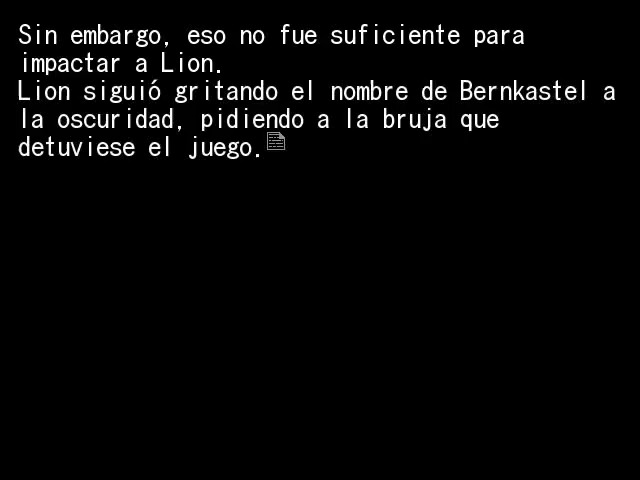 Sin embargo, eso no fue suficiente para
impactar a Lion.
Lion siguió gritando el nombre de Bernkastel a
la oscuridad, pidiendo a la bruja que
detuviese el juego.